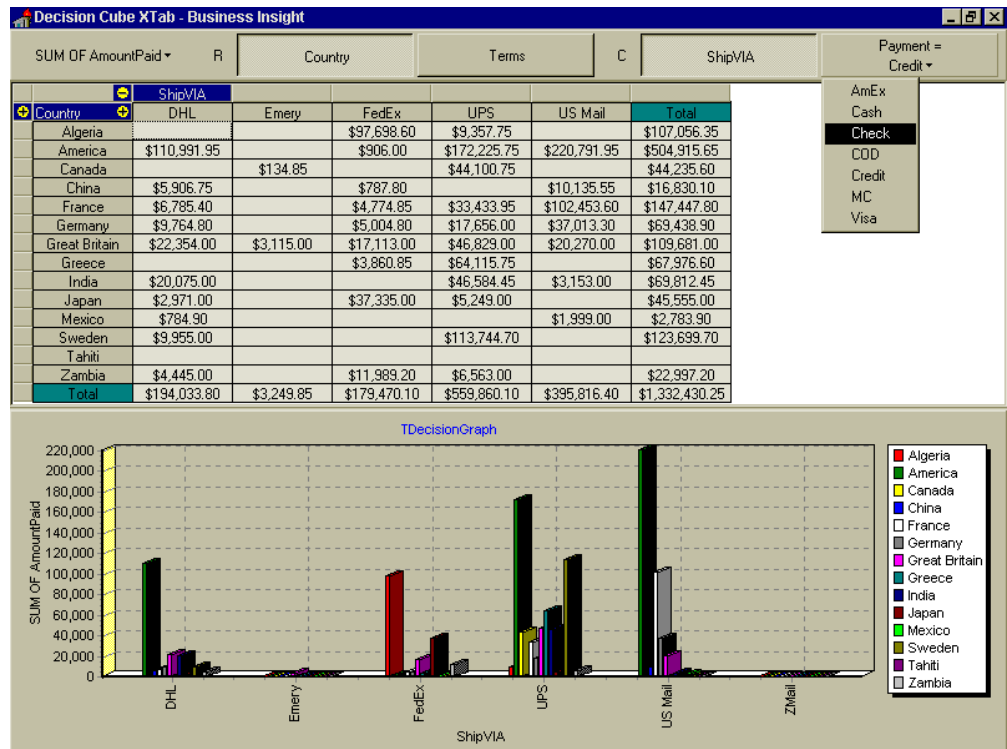 Decision Cube XTab - Business Insight
SUM OF AmountPaid R Country Terms C ShipVIA Payment =
Credit
AmEx
Cash
Check
COD
Credit
MC
Visa
ShipVIA
Country DHL Emery FedEx UPS US Mail Total
Algeria $97,698.60 $9,357.75 $107,056.35
America $110,991.95 $906.00 $172,225.75 $220,791.95 $504,915.65
Canada $134.85 $44,100.75 $44,235.60
China $5,906.75 $787.80 $10,135.55 $16,830.10
France $6,785.40 $4,774.85 $33,433.95 $102,453.60 $147,447.80
Germany $9,764.80 $5,004.80 $17,656.00 $37,013.30 $69,438.90
Great Britain $22,354.00 $3,115.00 $17,113.00 $46,829.00 $20,270.00 $109,681.00
Greece $3,860.85 $64,115.75 $67,976.60
India $20,075.00 $46,584.45 $3,153.00 $69,812.45
Japan $2,971.00 $37,335.00 $5,249.00 $45,555.00
Mexico $784.90 $1,999.00 $2,783.90
Sweden $9,955.00 $113,744.70 $123,699.70
Tahiti
Zambia $4,445.00 $11,989.20 $6,563.00 $22,997.20
Total $194,033.80 $3,249.85 $179,470.10 $559,860.10 $395,816.40 $1,332,430.25
TDecisionGraph
SUM OF AmountPaid
220,000
200,000
180,000
160,000
140,000
120,000
100,000
80,000
60,000
40,000
20,000
0
DHL
Emery
FedEx
UPS
US Mail
ZMail
ShipVIA
Algeria
America
Canada
China
France
Germany
Great Britain
Greece
India
Japan
Mexico
Sweden
Tahiti
Zambia